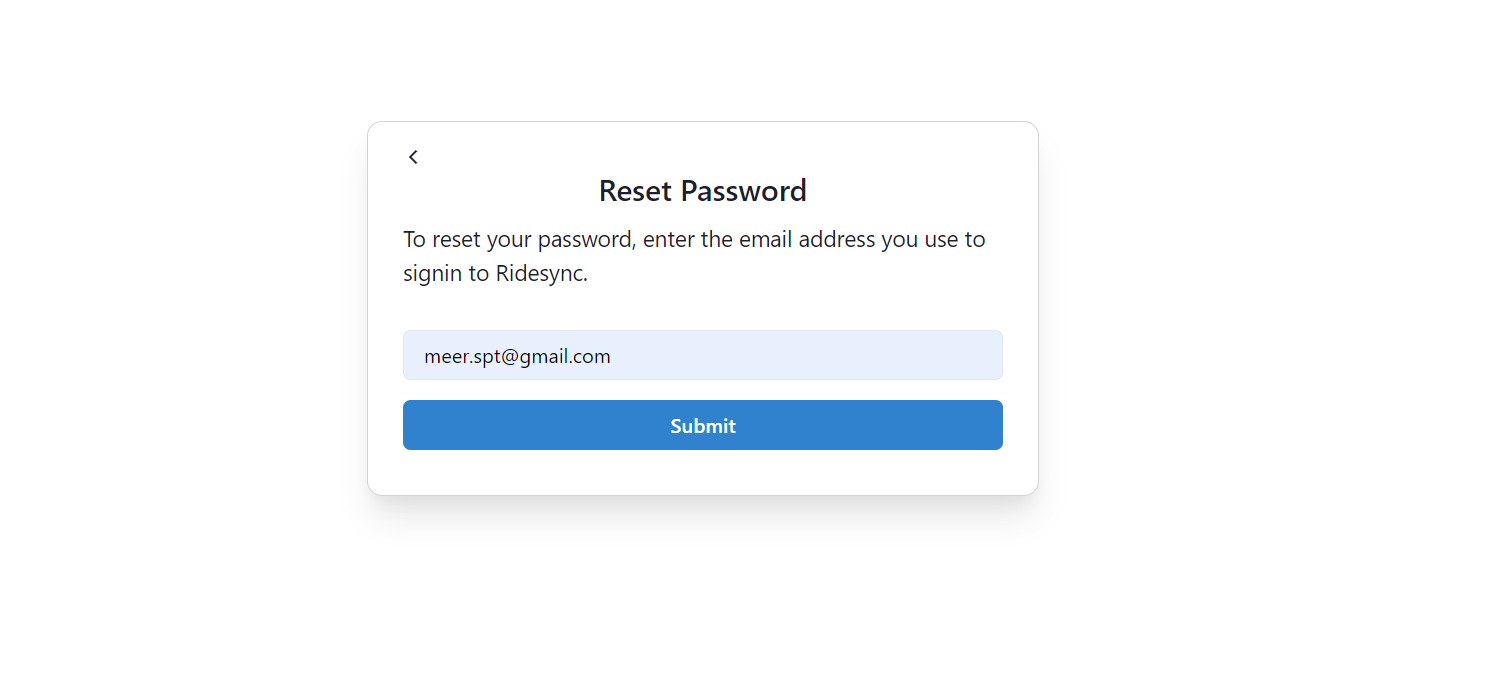 Reset Password
To reset your password, enter the email address you use to
signin to Ridesync.
meer.spt@gmail.com
Submit